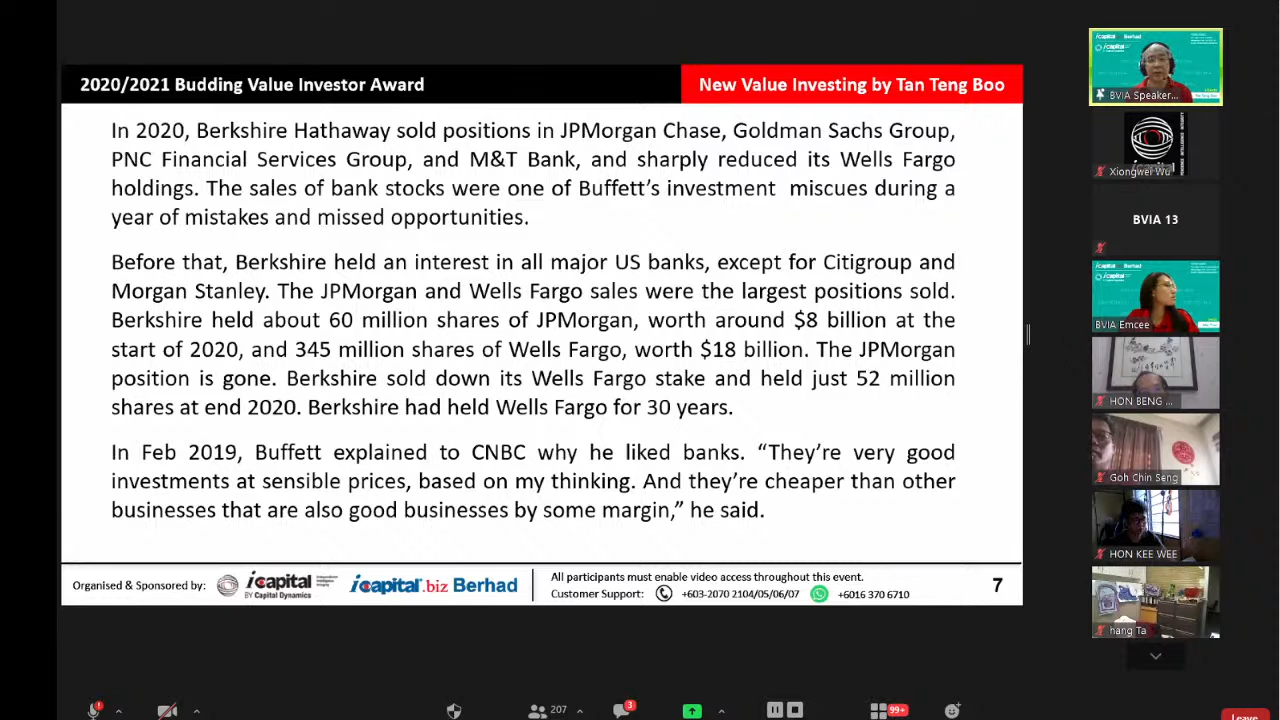 2020/2021 Budding Value Investor Award
New Value Investing by Tan Teng Boo
In 2020, Berkshire Hathaway sold positions in JPMorgan Chase, Goldman Sachs Group,
PNC Financial Services Group, and M&T Bank, and sharply reduced its Wells Fargo
holdings. The sales of bank stocks were one of Buffett’s investment miscues during a
year of mistakes and missed opportunities.
Before that, Berkshire held an interest in all major US banks, except for Citigroup and
Morgan Stanley. The JPMorgan and Wells Fargo sales were the largest positions sold.
Berkshire held about 60 million shares of JPMorgan, worth around $8 billion at the
start of 2020, and 345 million shares of Wells Fargo, worth $18 billion. The JPMorgan
position is gone. Berkshire sold down its Wells Fargo stake and held just 52 million
shares at end 2020. Berkshire had held Wells Fargo for 30 years.
In Feb 2019, Buffett explained to CNBC why he liked banks. “They’re very good
investments at sensible prices, based on my thinking. And they’re cheaper than other
businesses that are also good businesses by some margin,” he said.
Organised & Sponsored by:
icapital
BY Capital Dynamics
icapital.biz Berhad
All participants must enable video access throughout this event.
Customer Support: +603-2070 2104/05/06/07 +6016 370 6710
7
BVIA Speaker...
Xiongwei Wu
BVIA 13
BVIA Emcee
HON BENG ...
Goh Chin Seng
HON KEE WEE
hang Ta
207
3
99+
Leave